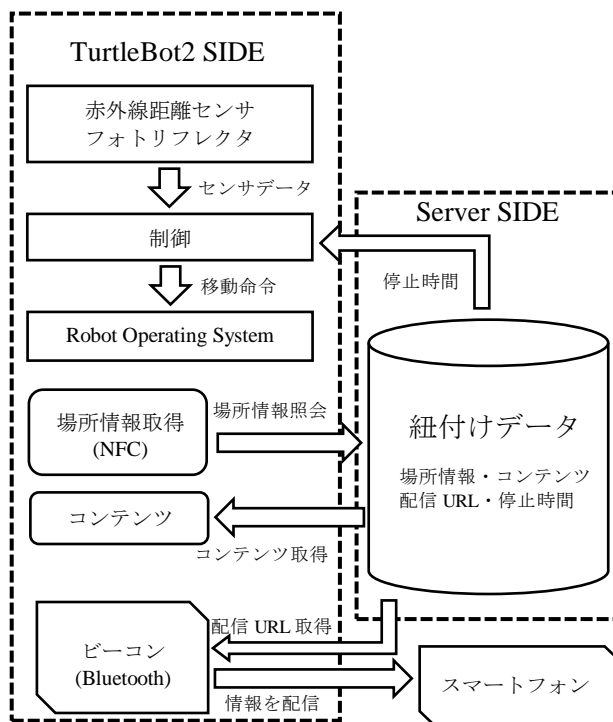 TurtleBot2 SIDE
赤外線距離センサ
フォトリフレクタ
センサデータ
制御
移動命令
Robot Operating System
Server SIDE
停止時間
場所情報取得
(NFC)
場所情報照会
紐付けデータ
場所情報・コンテンツ
配信 URL・停止時間
コンテンツ
コンテンツ取得
配信 URL 取得
ビーコン
(Bluetooth)
情報を配信
スマートフォン